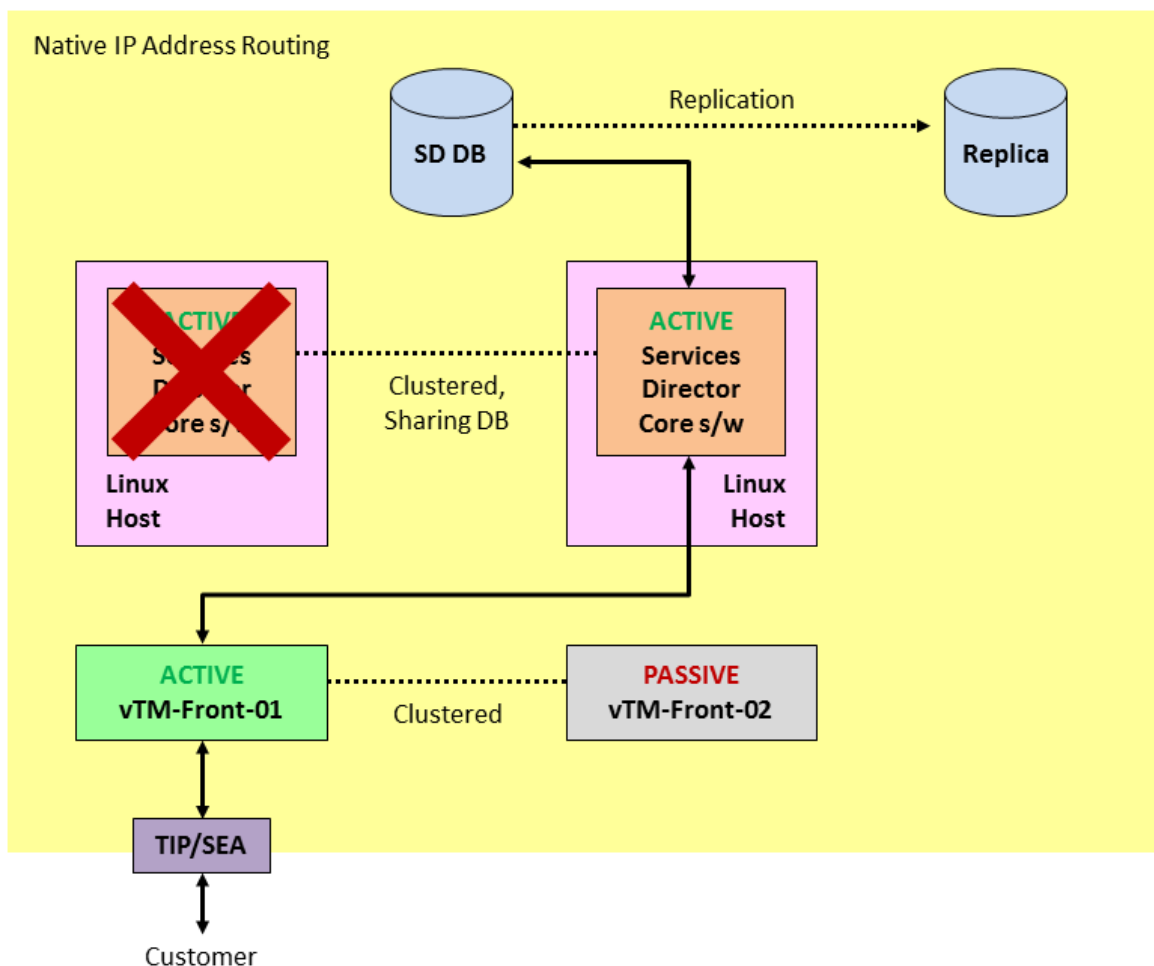 Native IP Address Routing
Replication
SD DB
Replica
ACTIVE
Linux
Host
Clustered,
Sharing DB
ACTIVE
Services
Director
Core s/w
Linux
Host
ACTIVE
vTM-Front-01
Clustered
PASSIVE
vTM-Front-02
TIP/SEA
Customer